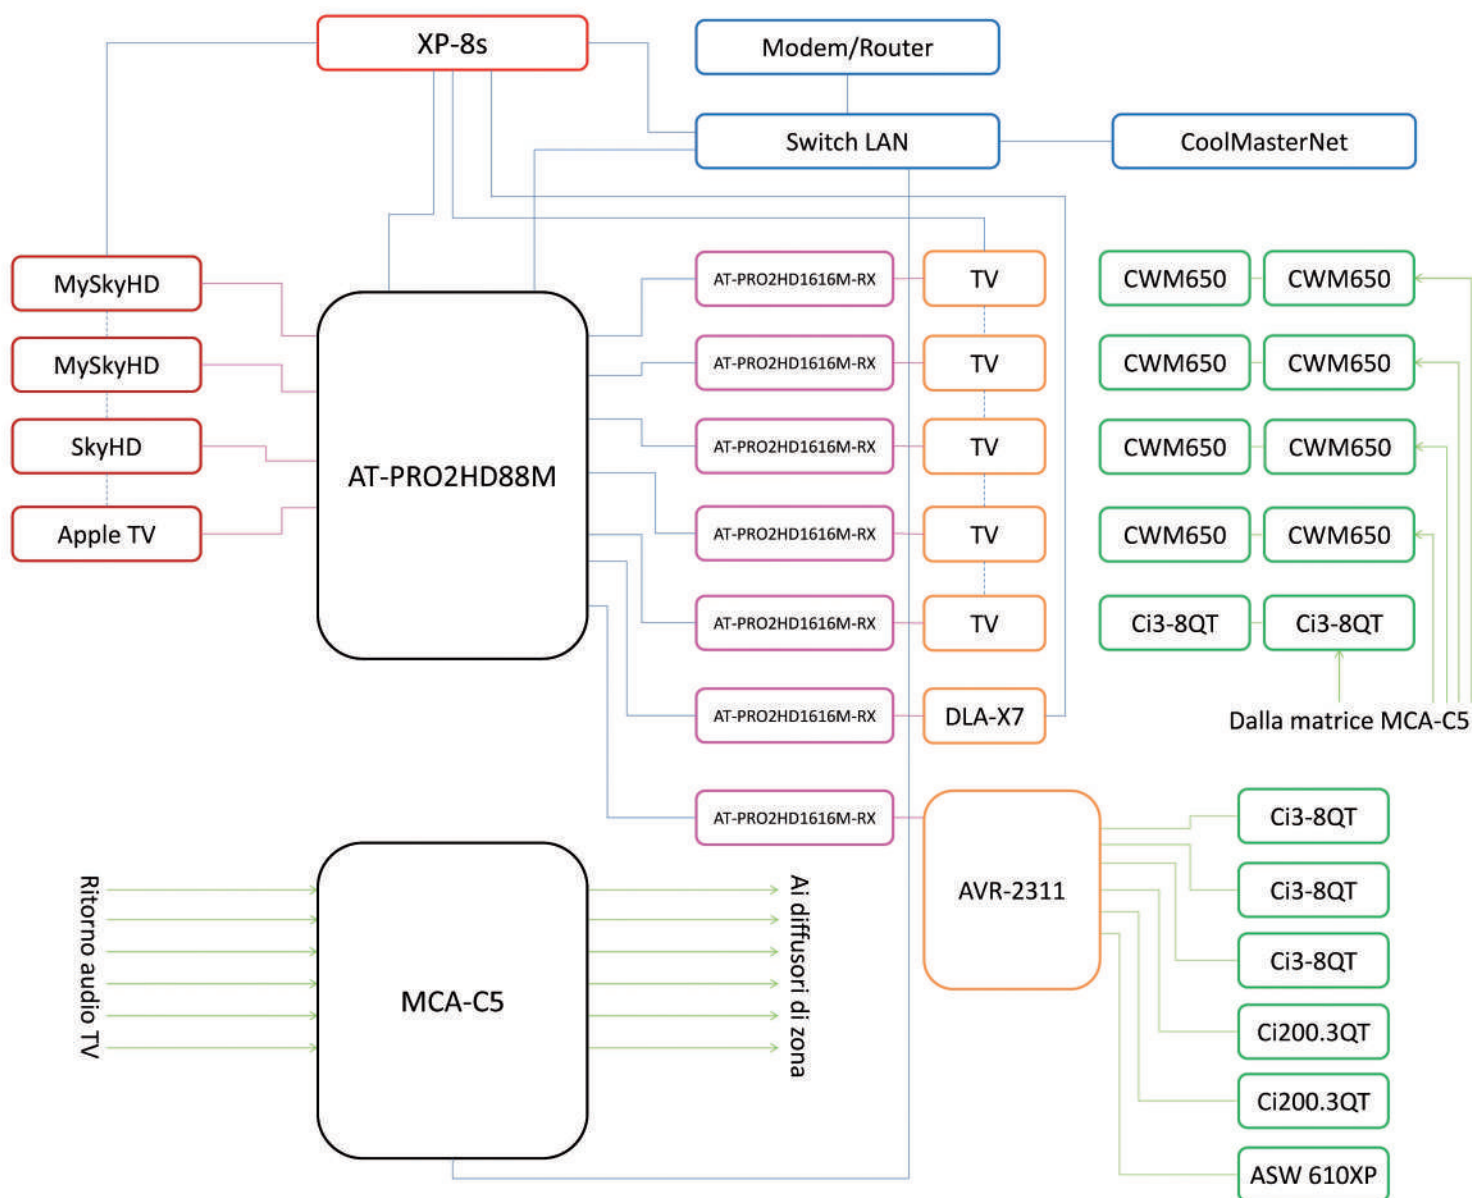 XP-8s
Modem/Router
Switch LAN
CoolMasterNet
MySkyHD
AT-PRO2HD1616M-RX
TV
CWM650
CWM650
MySkyHD
AT-PRO2HD1616M-RX
TV
CWM650
CWM650
SkyHD
AT-PRO2HD1616M-RX
TV
CWM650
CWM650
AT-PRO2HD88M
Apple TV
AT-PRO2HD1616M-RX
TV
CWM650
CWM650
AT-PRO2HD1616M-RX
TV
Ci3-8QT
Ci3-8QT
AT-PRO2HD1616M-RX
DLA-X7
Dalla matrice MCA-C5
AT-PRO2HD1616M-RX
AVR-2311
Ci3-8QT
Ci3-8QT
Ci3-8QT
Ci200.3QT
Ci200.3QT
ASW 610XP
Ritorno audio TV
MCA-C5
Ai diffusori di zona